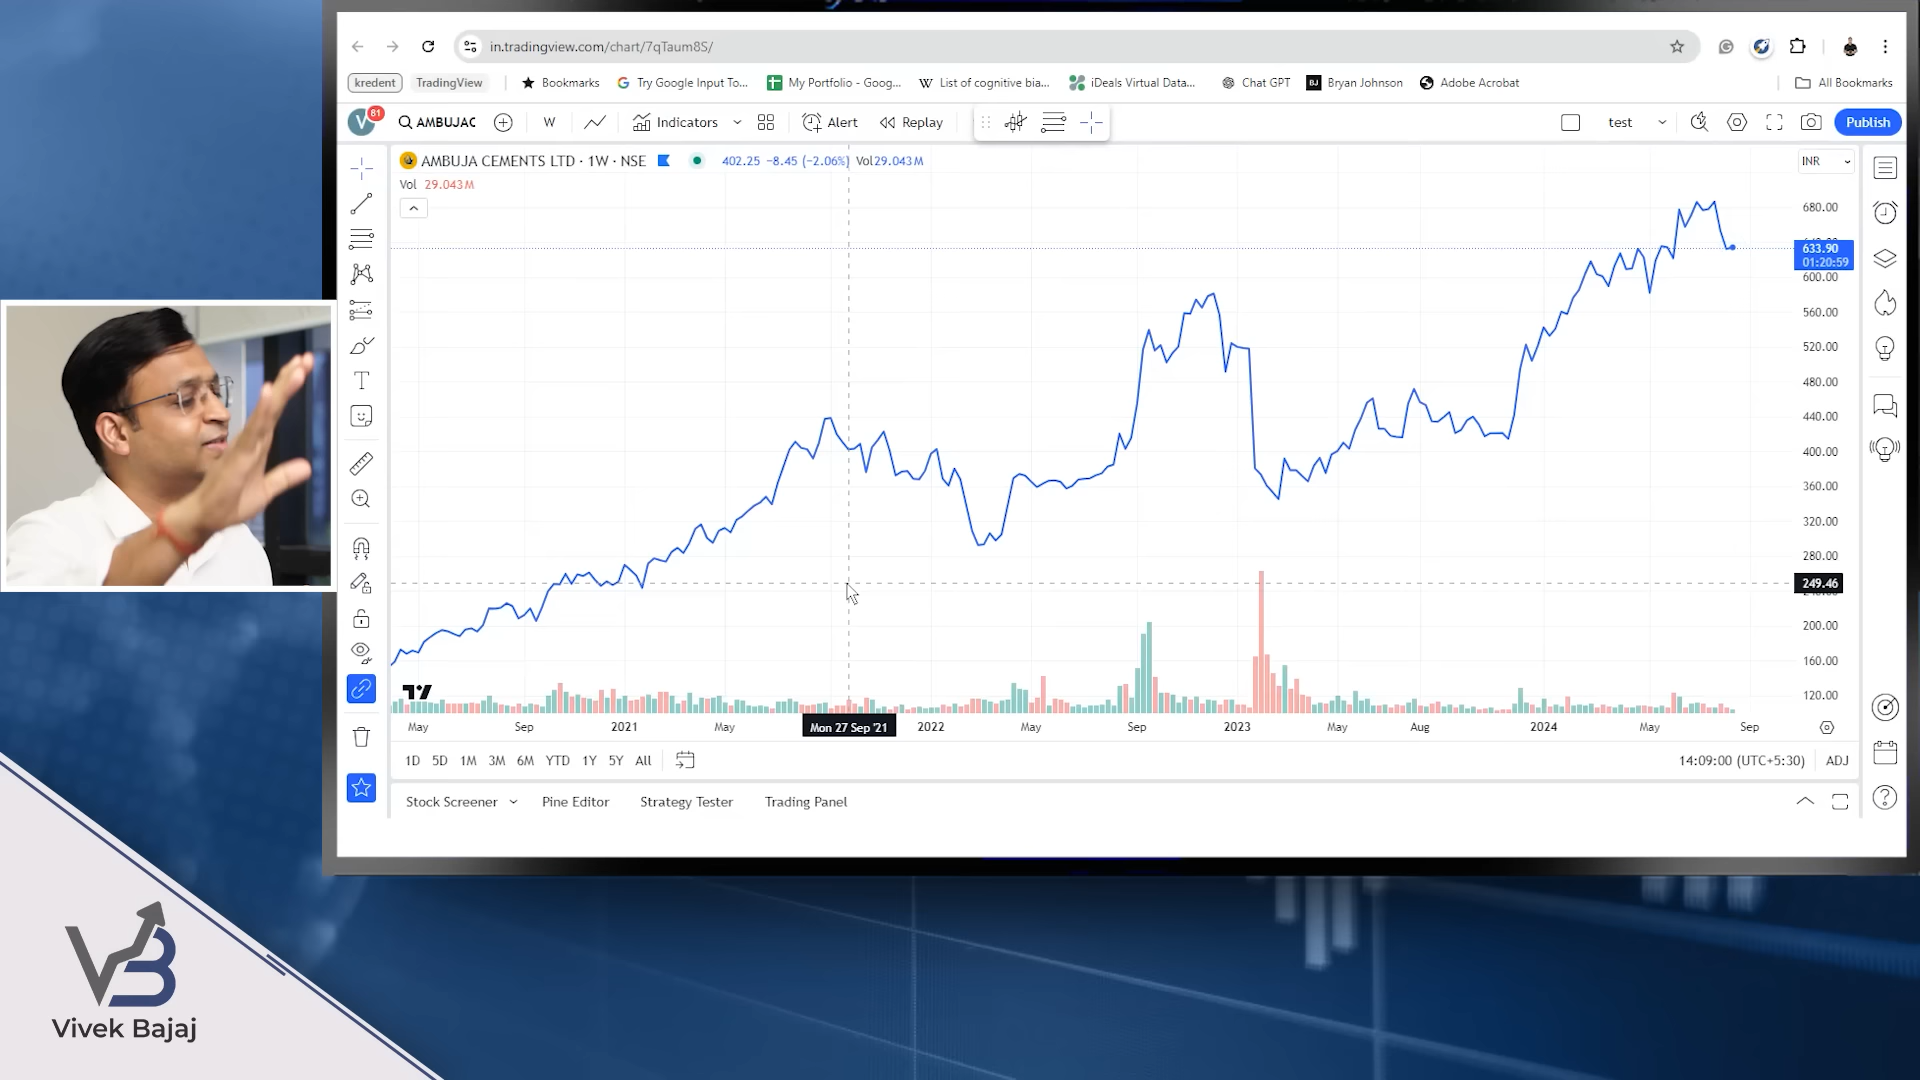 in.tradingview.com/chart/7qTaum8S/
kredent TradingView Bookmarks Try Google Input To... My Portfolio - Goog... List of cognitive bia... iDeals Virtual Data... Chat GPT BJ Bryan Johnson Adobe Acrobat All Bookmarks
V 81 AMBUJAC W Indicators Alert Replay test Publish
AMBUJA CEMENTS LTD · 1W · NSE 402.25 −8.45 (−2.06%) Vol29.043M INR
Vol 29.043M
680.00
633.90
01:20:59
600.00
560.00
520.00
480.00
440.00
400.00
360.00
320.00
280.00
249.46
200.00
160.00
120.00
May Sep 2021 May Mon 27 Sep '21 2022 May Sep 2023 May Aug 2024 May Sep
1D 5D 1M 3M 6M YTD 1Y 5Y All 14:09:00 (UTC+5:30) ADJ
Stock Screener Pine Editor Strategy Tester Trading Panel
VB
Vivek Bajaj